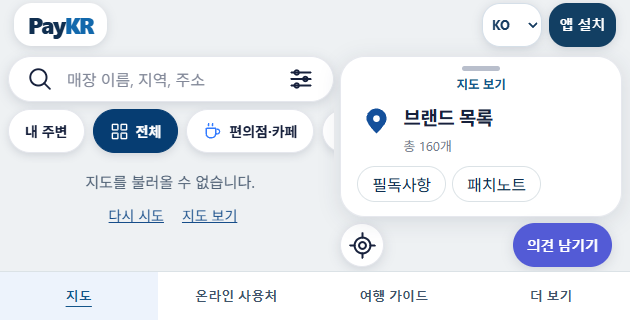 PayKR
KO
앱 설치
매장 이름, 지역, 주소
내 주변
전체
편의점·카페
지도를 불러올 수 없습니다.
다시 시도 지도 보기
지도 보기
브랜드 목록
총 160개
필독사항
패치노트
의견 남기기
지도
온라인 사용처
여행 가이드
더 보기